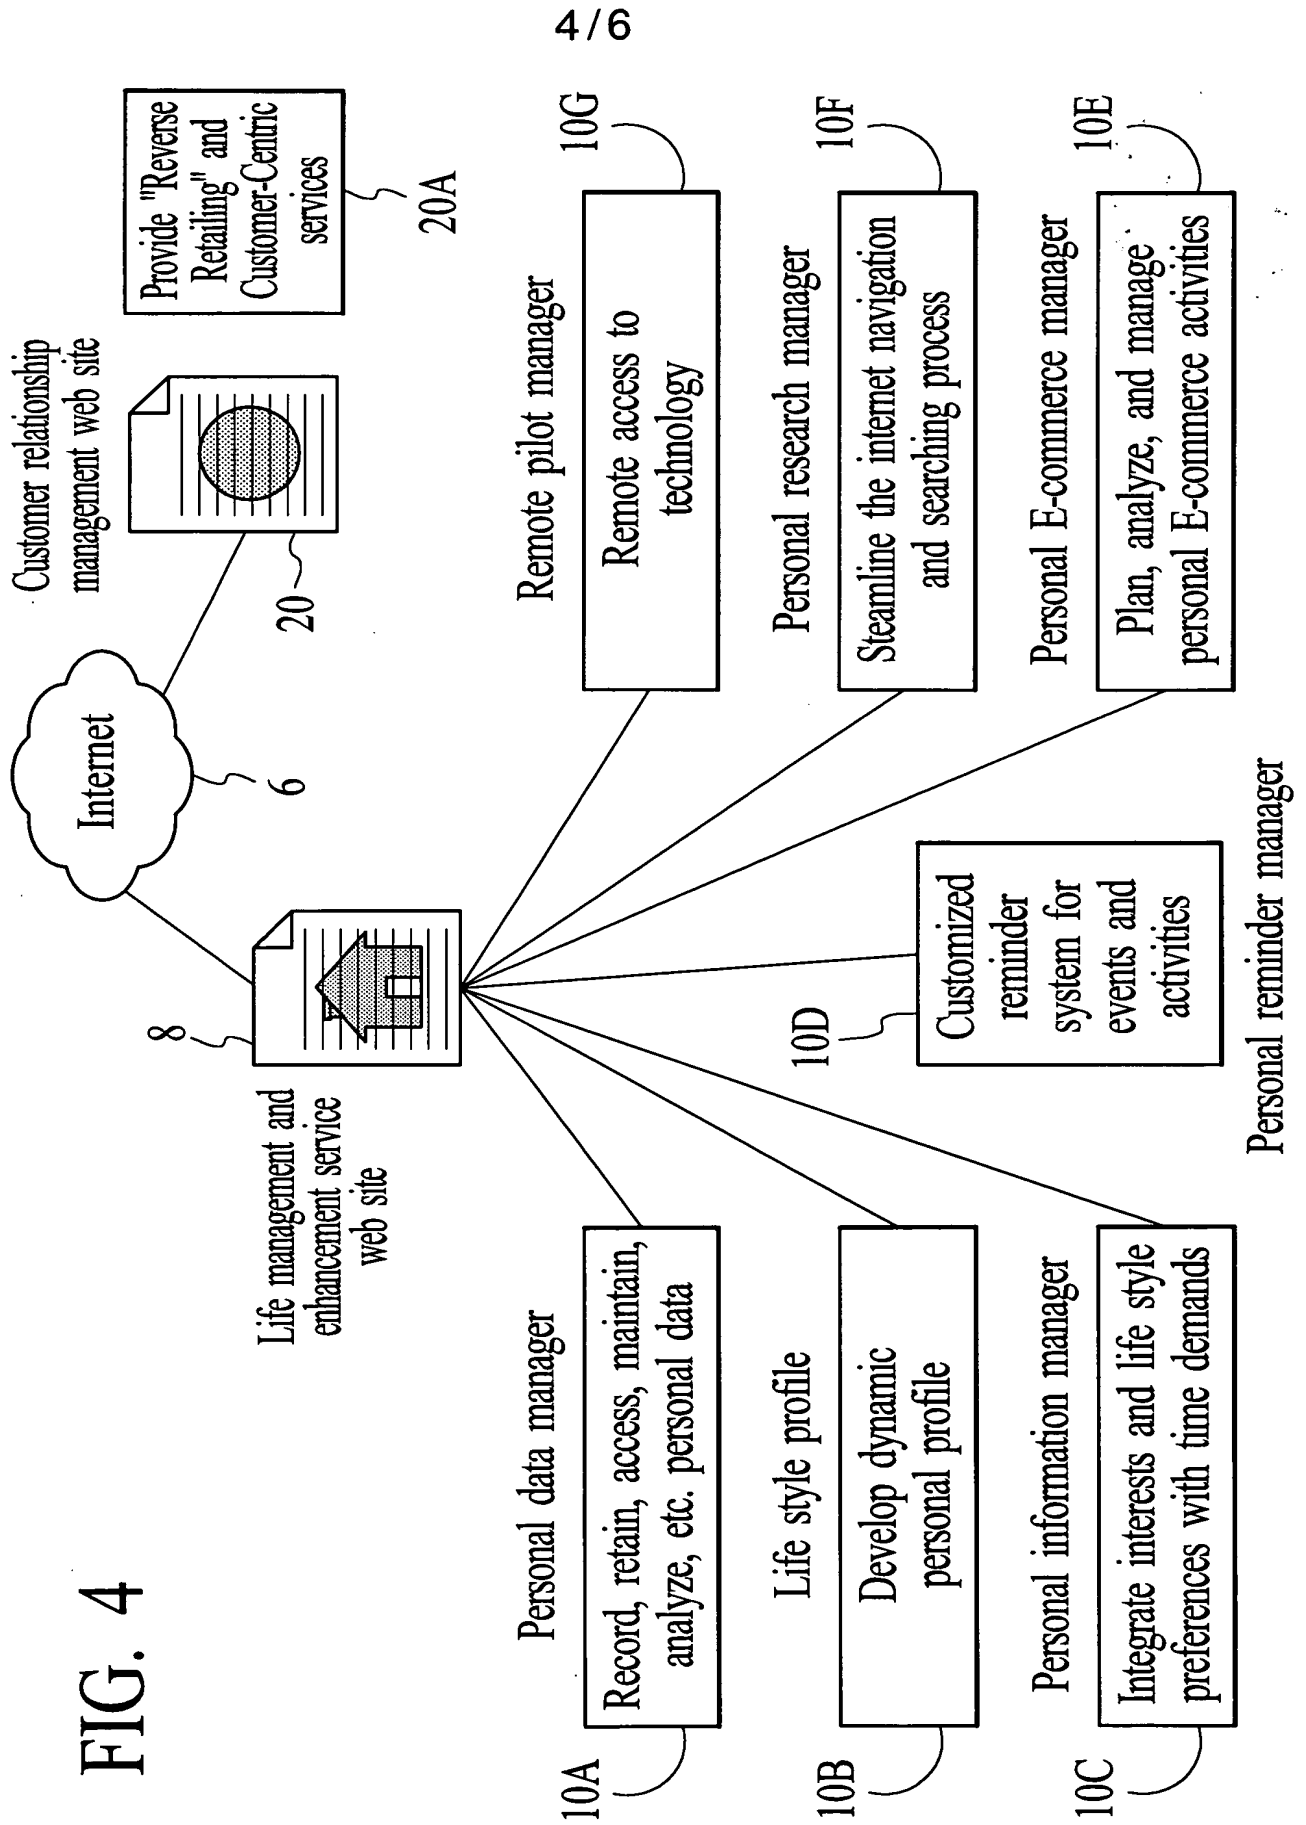 4/6
FIG. 4
Internet
6
Customer relationship
management web site
20
Provide "Reverse
Retailing" and
Customer-Centric
services
20A
8
Life management and
enhancement service
web site
Personal data manager
Record, retain, access, maintain,
analyze, etc. personal data
10A
Life style profile
Develop dynamic
personal profile
10B
Personal information manager
Integrate interests and life style
preferences with time demands
10C
10D
Customized
reminder
system for
events and
activities
Personal reminder manager
Remote pilot manager
Remote access to
technology
10G
Personal research manager
Steamline the internet navigation
and searching process
10F
Personal E-commerce manager
Plan, analyze, and manage
personal E-commerce activities
10E